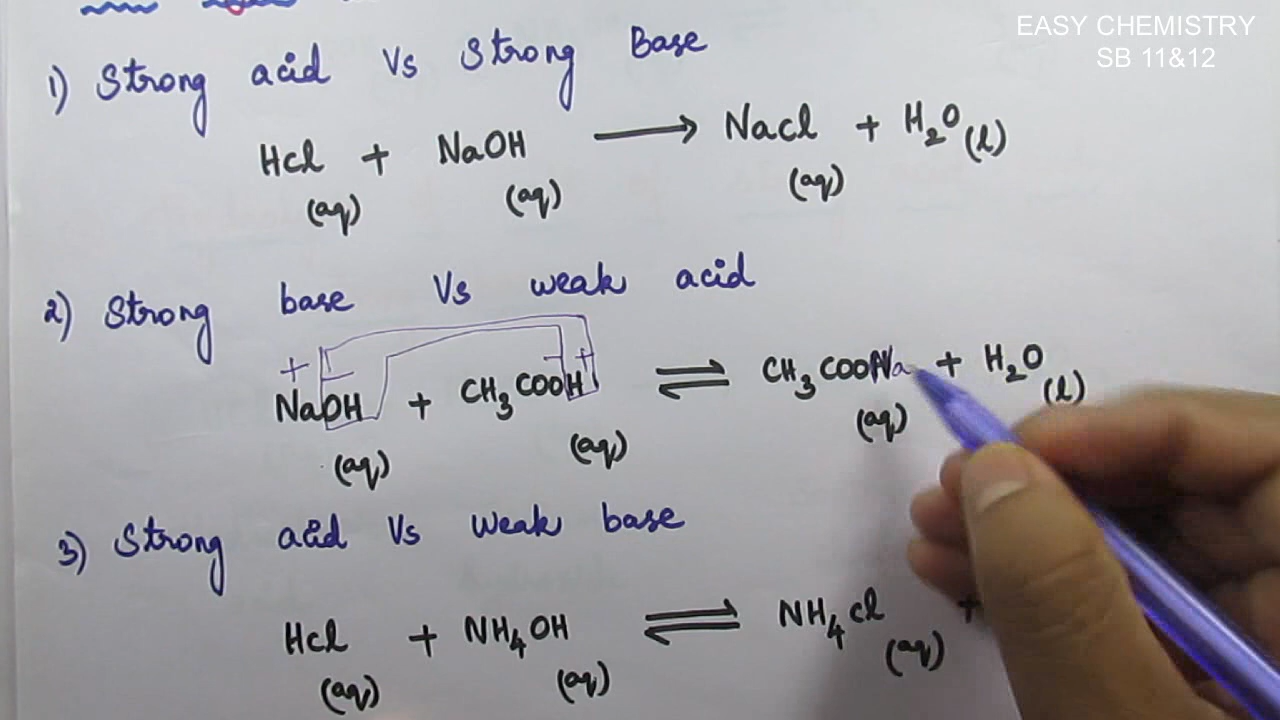 EASY CHEMISTRY
SB 11&12
1) Strong acid Vs Strong Base
Hcl + NaOH ⟶ Nacl + H₂O (l)
(aq) (aq) (aq)
2) Strong base Vs weak acid
+ − − +
NaOH + CH₃COOH ⇌ CH₃COONa + H₂O (l)
(aq) (aq) (aq)
3) Strong acid Vs weak base
Hcl + NH₄OH ⇌ NH₄cl +
(aq) (aq) (aq)